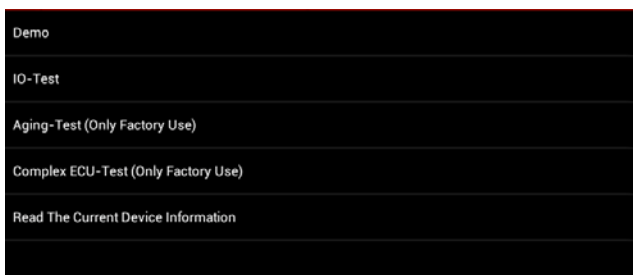 Demo
IO-Test
Aging-Test (Only Factory Use)
Complex ECU-Test (Only Factory Use)
Read The Current Device Information